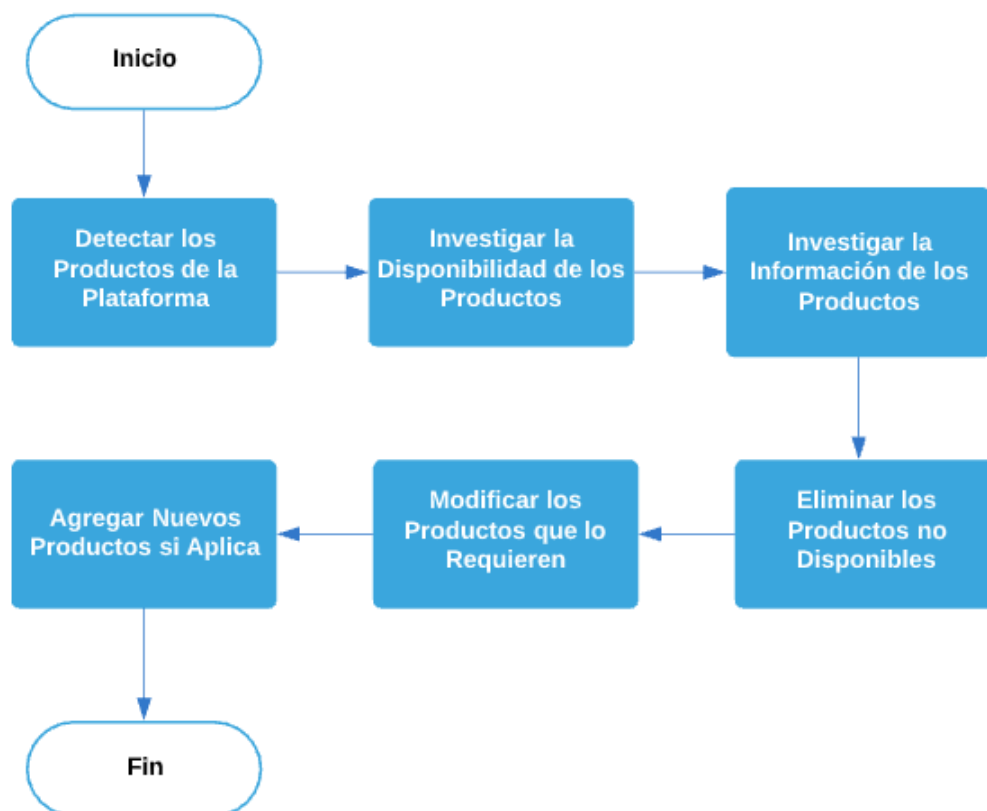 Inicio
Detectar los
Productos de la
Plataforma
Investigar la
Disponibilidad de los
Productos
Investigar la
Información de los
Productos
Eliminar los
Productos no
Disponibles
Modificar los
Productos que lo
Requieren
Agregar Nuevos
Productos si Aplica
Fin